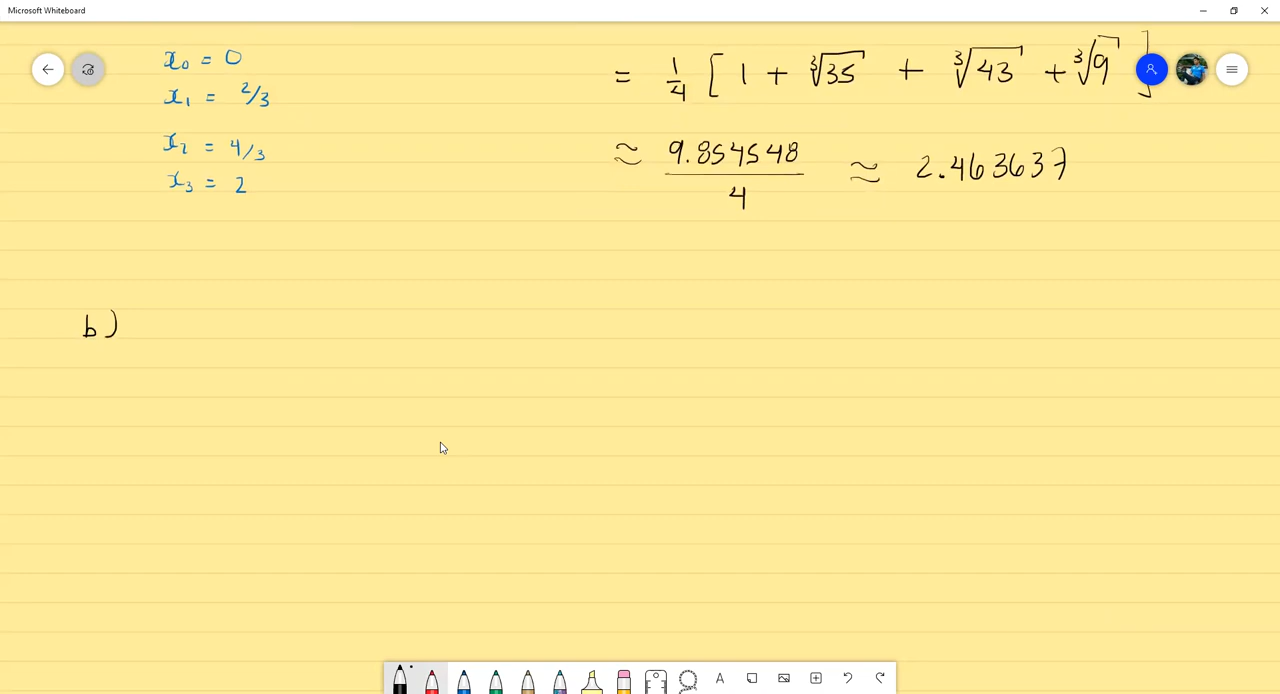 Microsoft Whiteboard
x₀ = 0
x₁ = 2/3
x₂ = 4/3
x₃ = 2
= 1/4 [ 1 + ∛35 + ∛43 + ∛9 ]
≈ 9.854548/4 ≈ 2.463637
b)
A